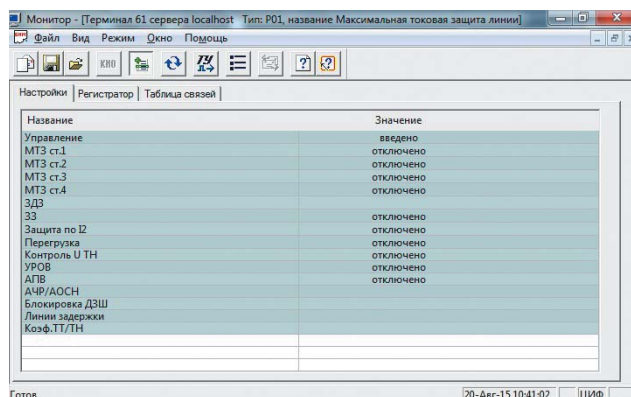 Монитор - [Терминал 61 сервера localhost Тип: P01, название Максимальная токовая защита линии]
Файл Вид Режим Окно Помощь
КНО ТУ
Настройки Регистратор Таблица связей
Название Значение
Управление введено
МТЗ ст.1 отключено
МТЗ ст.2 отключено
МТЗ ст.3 отключено
МТЗ ст.4 отключено
ЗДЗ
ЗЗ отключено
Защита по I2 отключено
Перегрузка отключено
Контроль U ТН отключено
УРОВ отключено
АПВ отключено
АЧР/АОСН
Блокировка ДЗШ
Линии задержки
Коэф.ТТ/ТН
Готов 20-Авг-15 10:41:02 ЦИФ